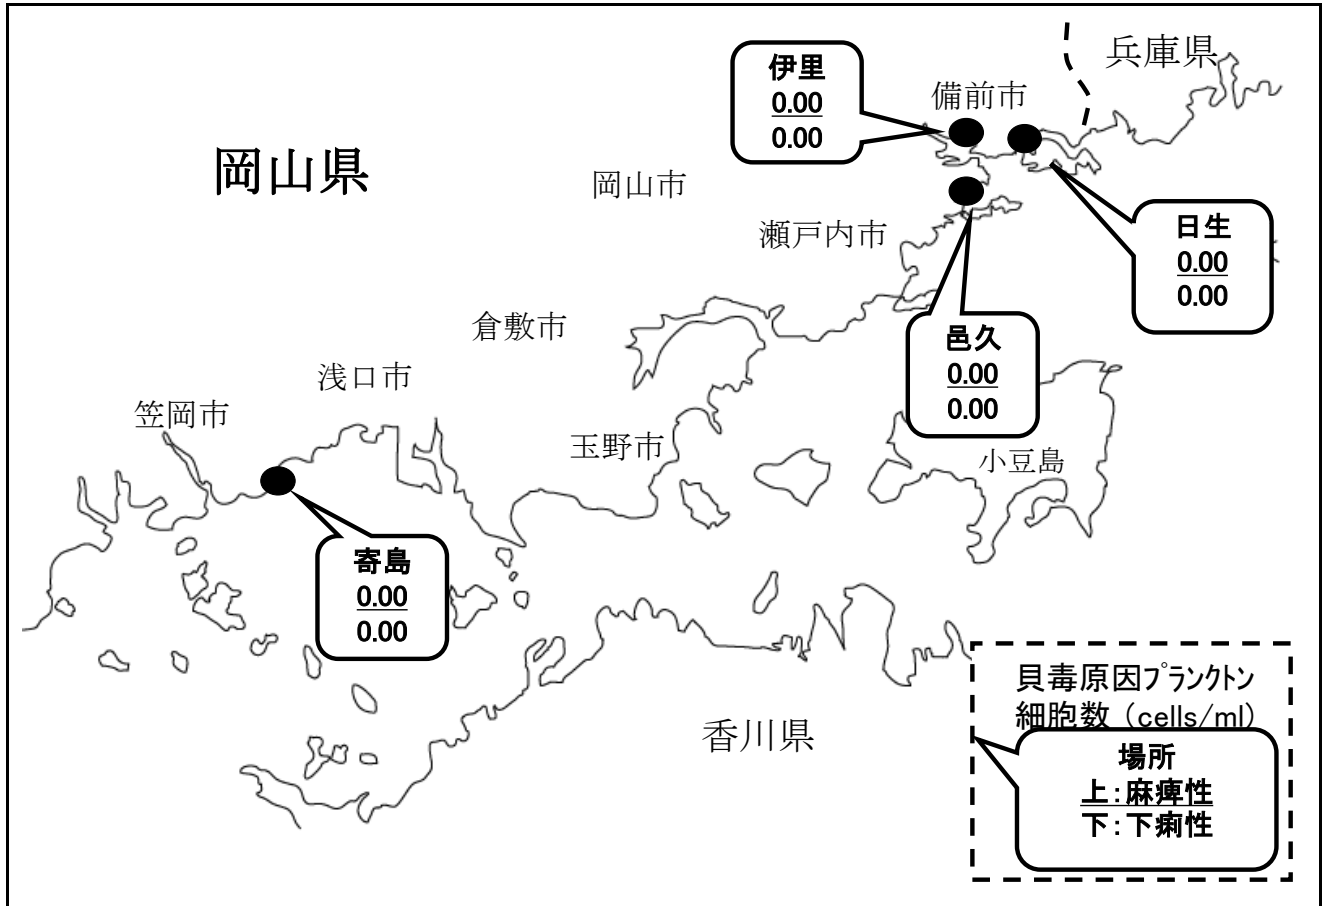 兵庫県
伊里
0.00
0.00
備前市
岡山県
岡山市
日生
0.00
0.00
瀬戸内市
倉敷市
邑久
0.00
0.00
浅口市
笠岡市
玉野市
小豆島
寄島
0.00
0.00
香川県
貝毒原因プランクトン
細胞数（cells/ml）
場所
上：麻痺性
下：下痢性